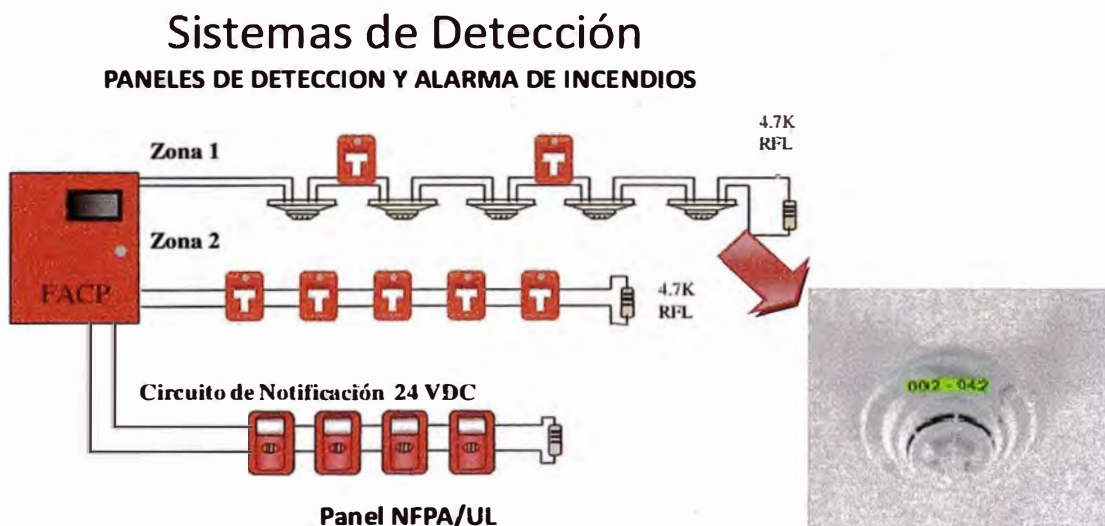 Sistemas de Detección
PANELES DE DETECCION Y ALARMA DE INCENDIOS
4.7K
RFL
Zona 1
Zona 2
FACP
4.7K
RFL
002 - 042
Circuito de Notificación 24 VDC
Panel NFPA/UL